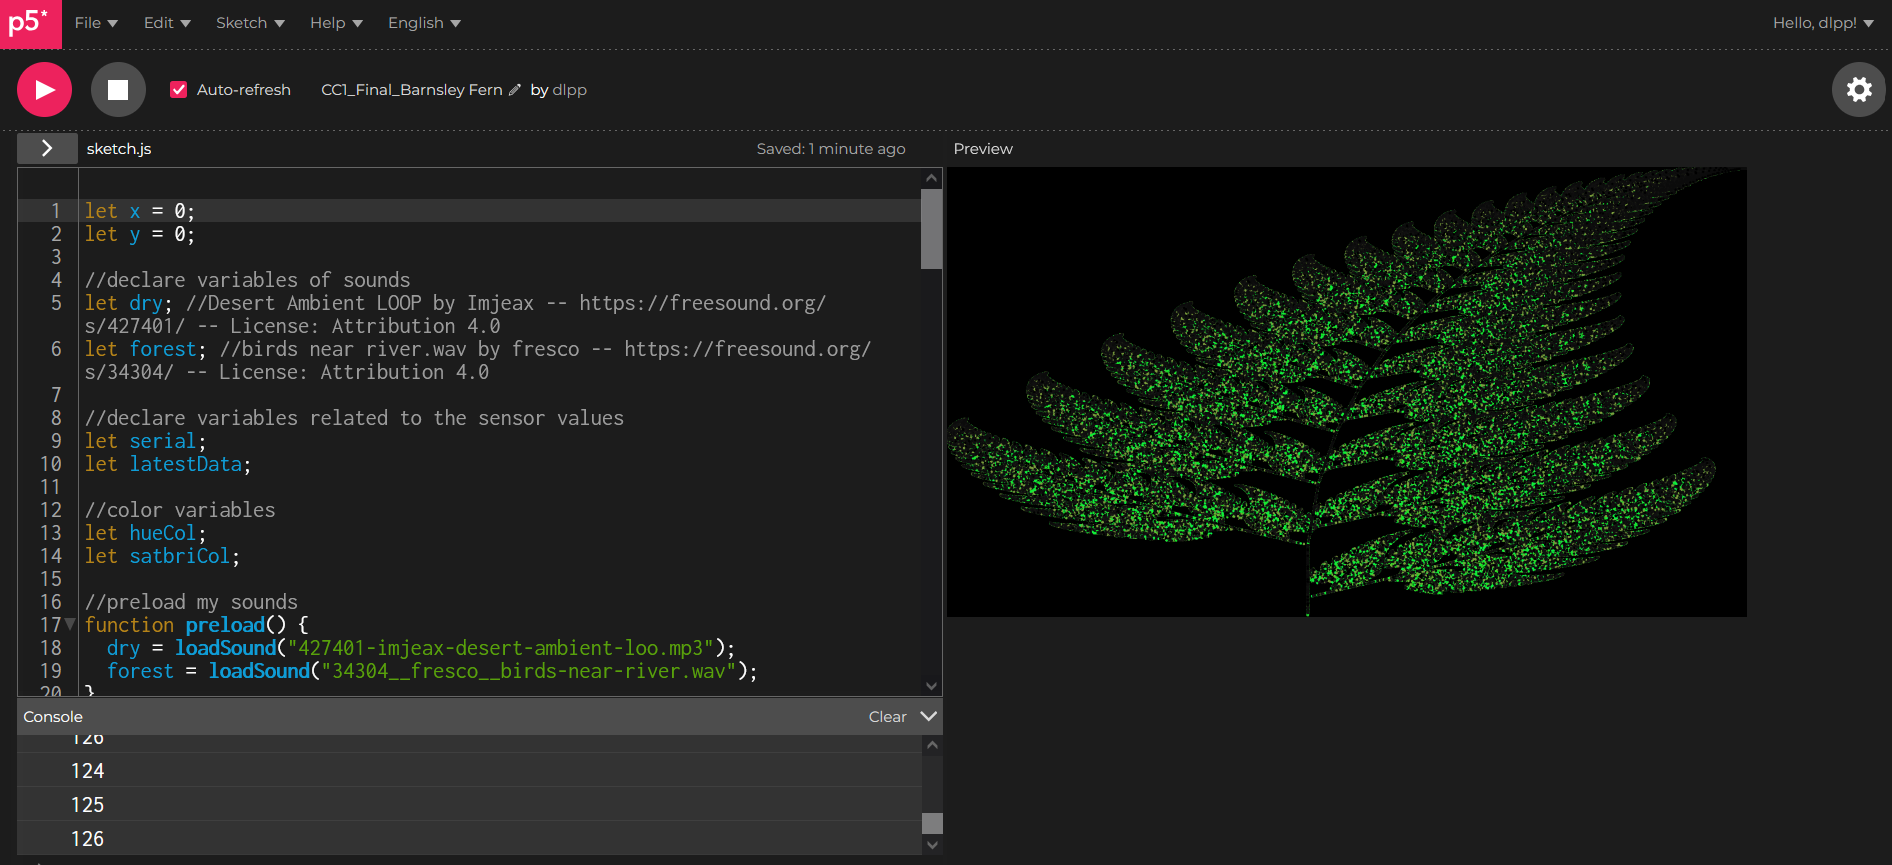 p5* File Edit Sketch Help English Hello, dlpp!
Auto-refresh CC1_Final_Barnsley Fern by dlpp
sketch.js Saved: 1 minute ago Preview
1 let x = 0;
2 let y = 0;
3
4 //declare variables of sounds
5 let dry; //Desert Ambient LOOP by Imjeax -- https://freesound.org/
s/427401/ -- License: Attribution 4.0
6 let forest; //birds near river.wav by fresco -- https://freesound.org/
s/34304/ -- License: Attribution 4.0
7
8 //declare variables related to the sensor values
9 let serial;
10 let latestData;
11
12 //color variables
13 let hueCol;
14 let satbriCol;
15
16 //preload my sounds
17 function preload() {
18 dry = loadSound("427401-imjeax-desert-ambient-loo.mp3");
19 forest = loadSound("34304__fresco__birds-near-river.wav");
20 }
Console Clear
126
124
125
126